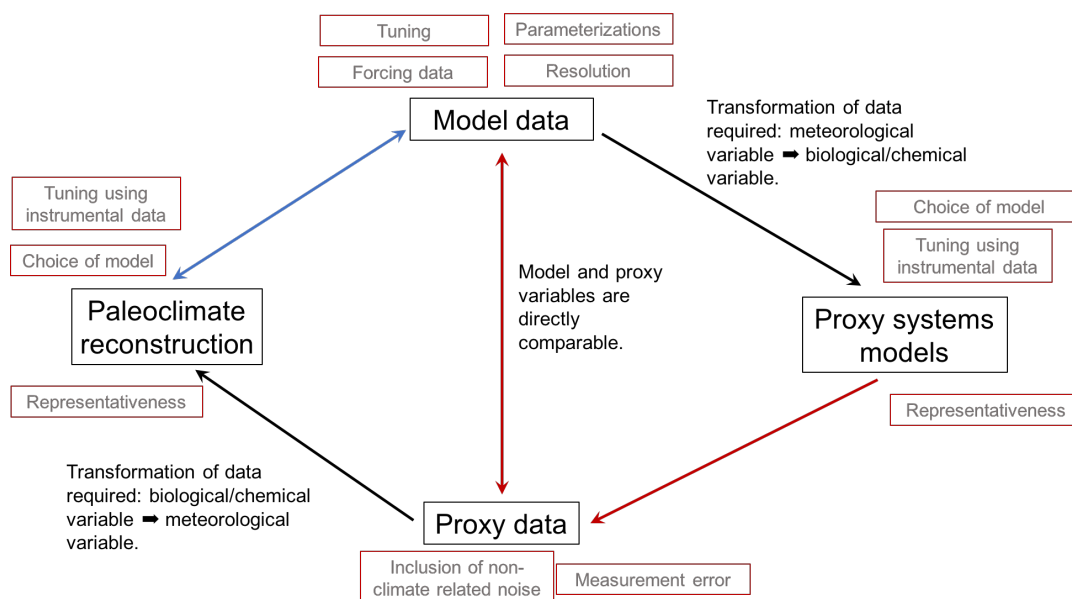 Tuning
Parameterizations
Forcing data
Resolution
Model data
Transformation of data
required: meteorological
variable ➡ biological/chemical
variable.
Tuning using
instrumental data
Choice of model
Choice of model
Tuning using
instrumental data
Model and proxy
variables are
directly
comparable.
Paleoclimate
reconstruction
Proxy systems
models
Representativeness
Representativeness
Transformation of data
required: biological/chemical
variable ➡ meteorological
variable.
Proxy data
Inclusion of non-
climate related noise
Measurement error